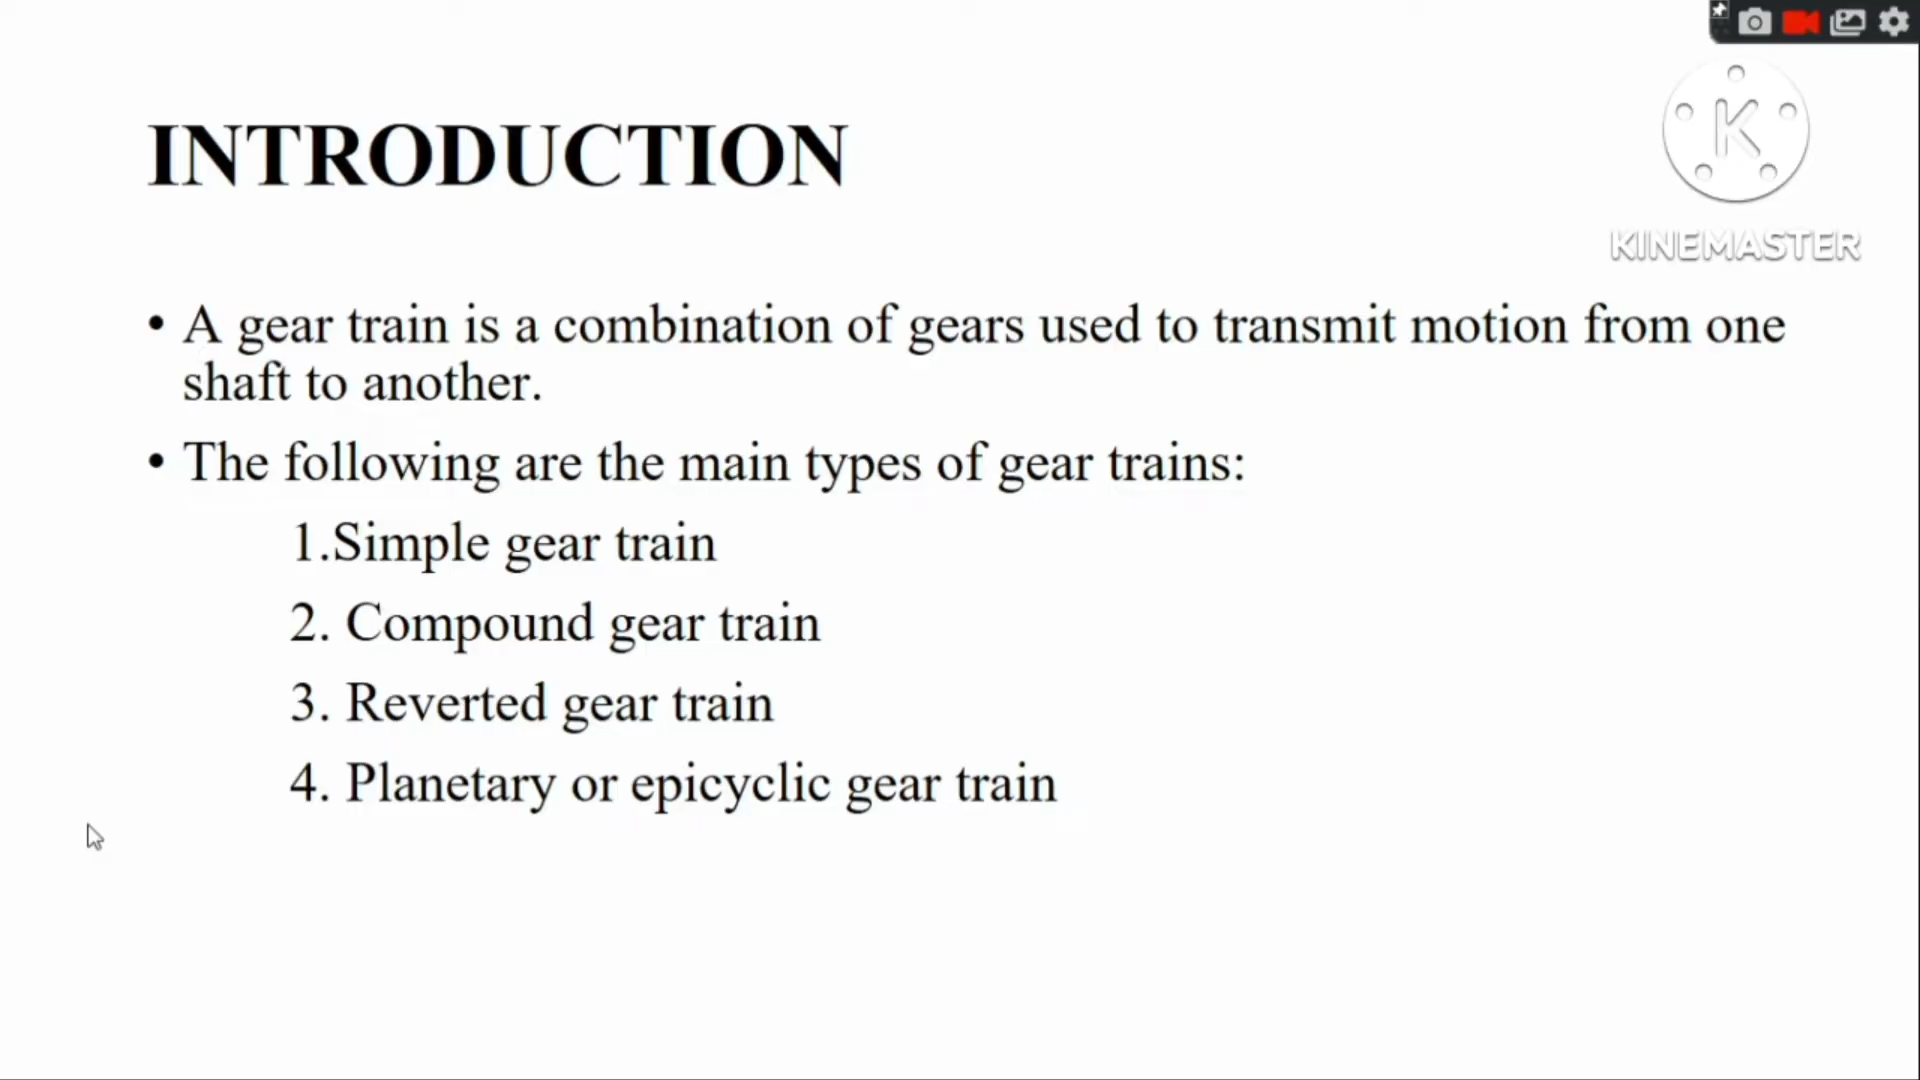 INTRODUCTION
K
KINEMASTER
• A gear train is a combination of gears used to transmit motion from one
shaft to another.
• The following are the main types of gear trains:
1.Simple gear train
2. Compound gear train
3. Reverted gear train
4. Planetary or epicyclic gear train